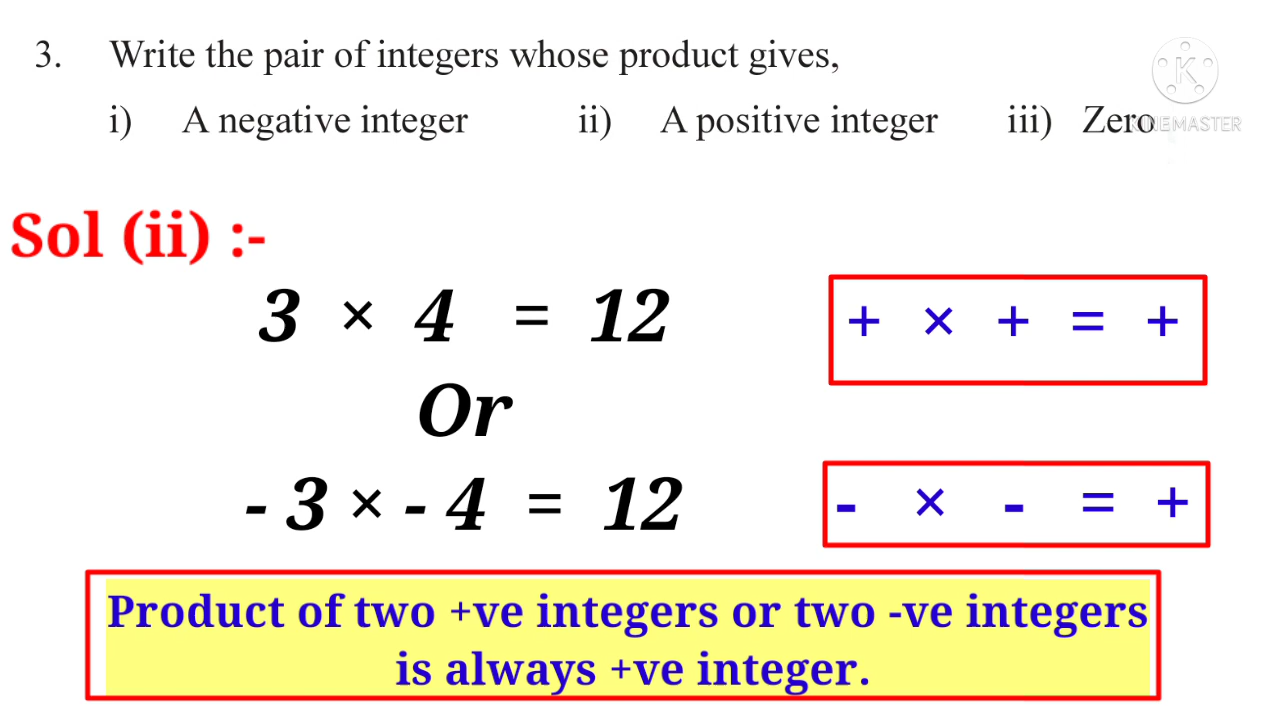 3. Write the pair of integers whose product gives,
i) A negative integer ii) A positive integer iii) Zero
KINEMASTER
Sol (ii) :-
3 × 4 = 12
+ × + = +
Or
- 3 × - 4 = 12
- × - = +
Product of two +ve integers or two -ve integers
is always +ve integer.